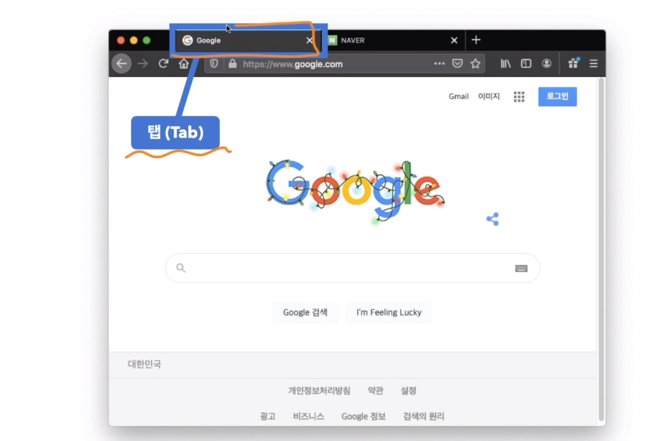 Google
NAVER
https://www.google.com
Gmail 이미지 로그인
탭 (Tab)
Google
Google 검색 I'm Feeling Lucky
대한민국
개인정보처리방침 약관 설정
광고 비즈니스 Google 정보 검색의 원리